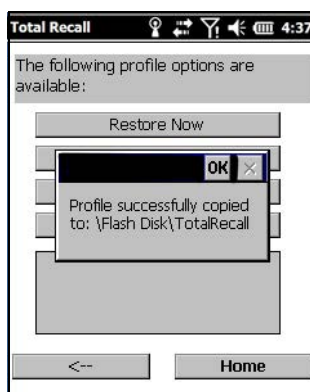 Total Recall 4:37
The following profile options are
available:
Restore Now
OK
Profile successfully copied
to: \Flash Disk\TotalRecall
<--
Home